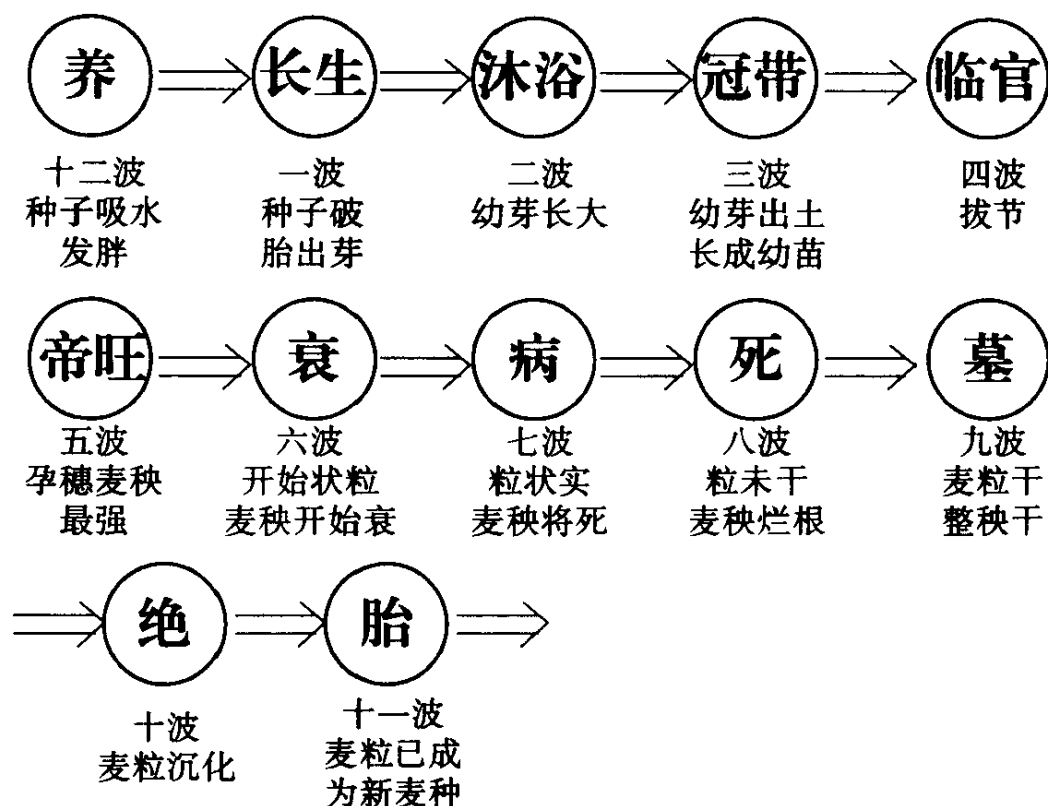 养 长生 沐浴 冠带 临官
十二波 一波 二波 三波 四波
种子吸水 种子破 幼芽长大 幼芽出土 拔节
发胖 胎出芽 长成幼苗
帝旺 衰 病 死 墓
五波 六波 七波 八波 九波
孕穗麦秧 开始状粒 粒状实 粒未干 麦粒干
最强 麦秧开始衰 麦秧将死 麦秧烂根 整秧干
绝 胎
十波 十一波
麦粒沉化 麦粒已成
为新麦种